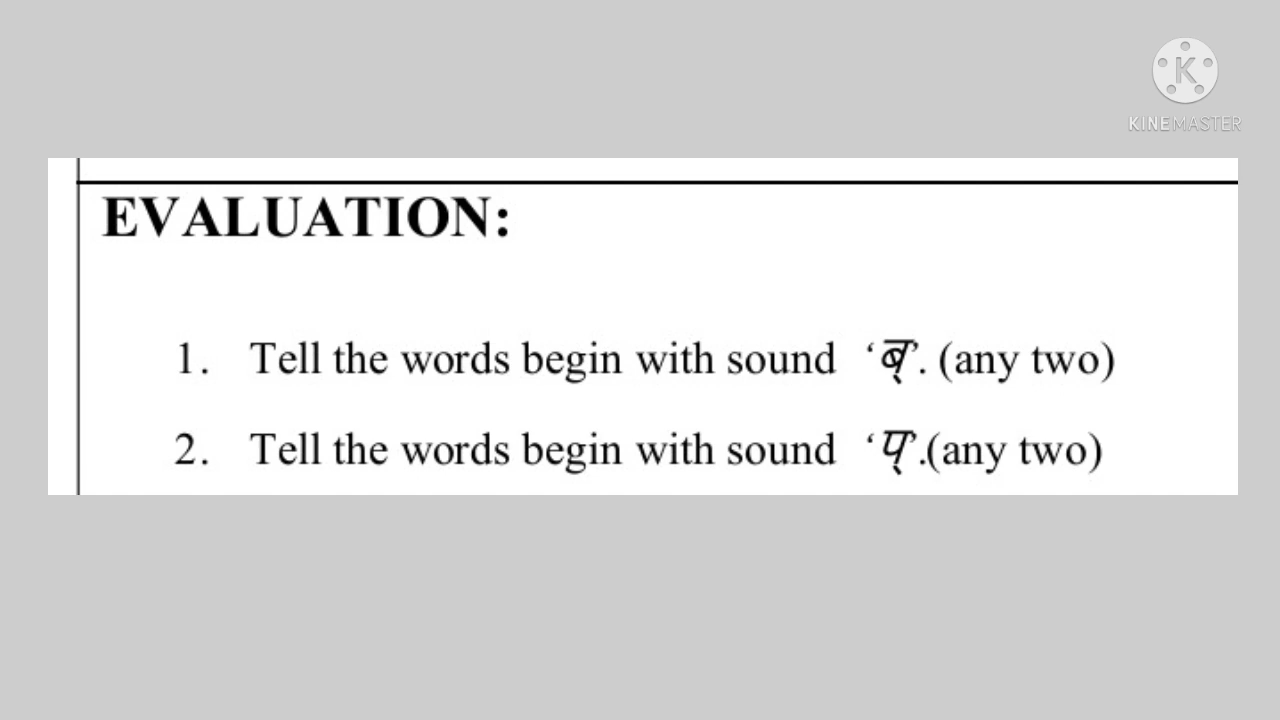 KINEMASTER
EVALUATION:
1. Tell the words begin with sound ‘ब्’. (any two)
2. Tell the words begin with sound ‘प्’.(any two)